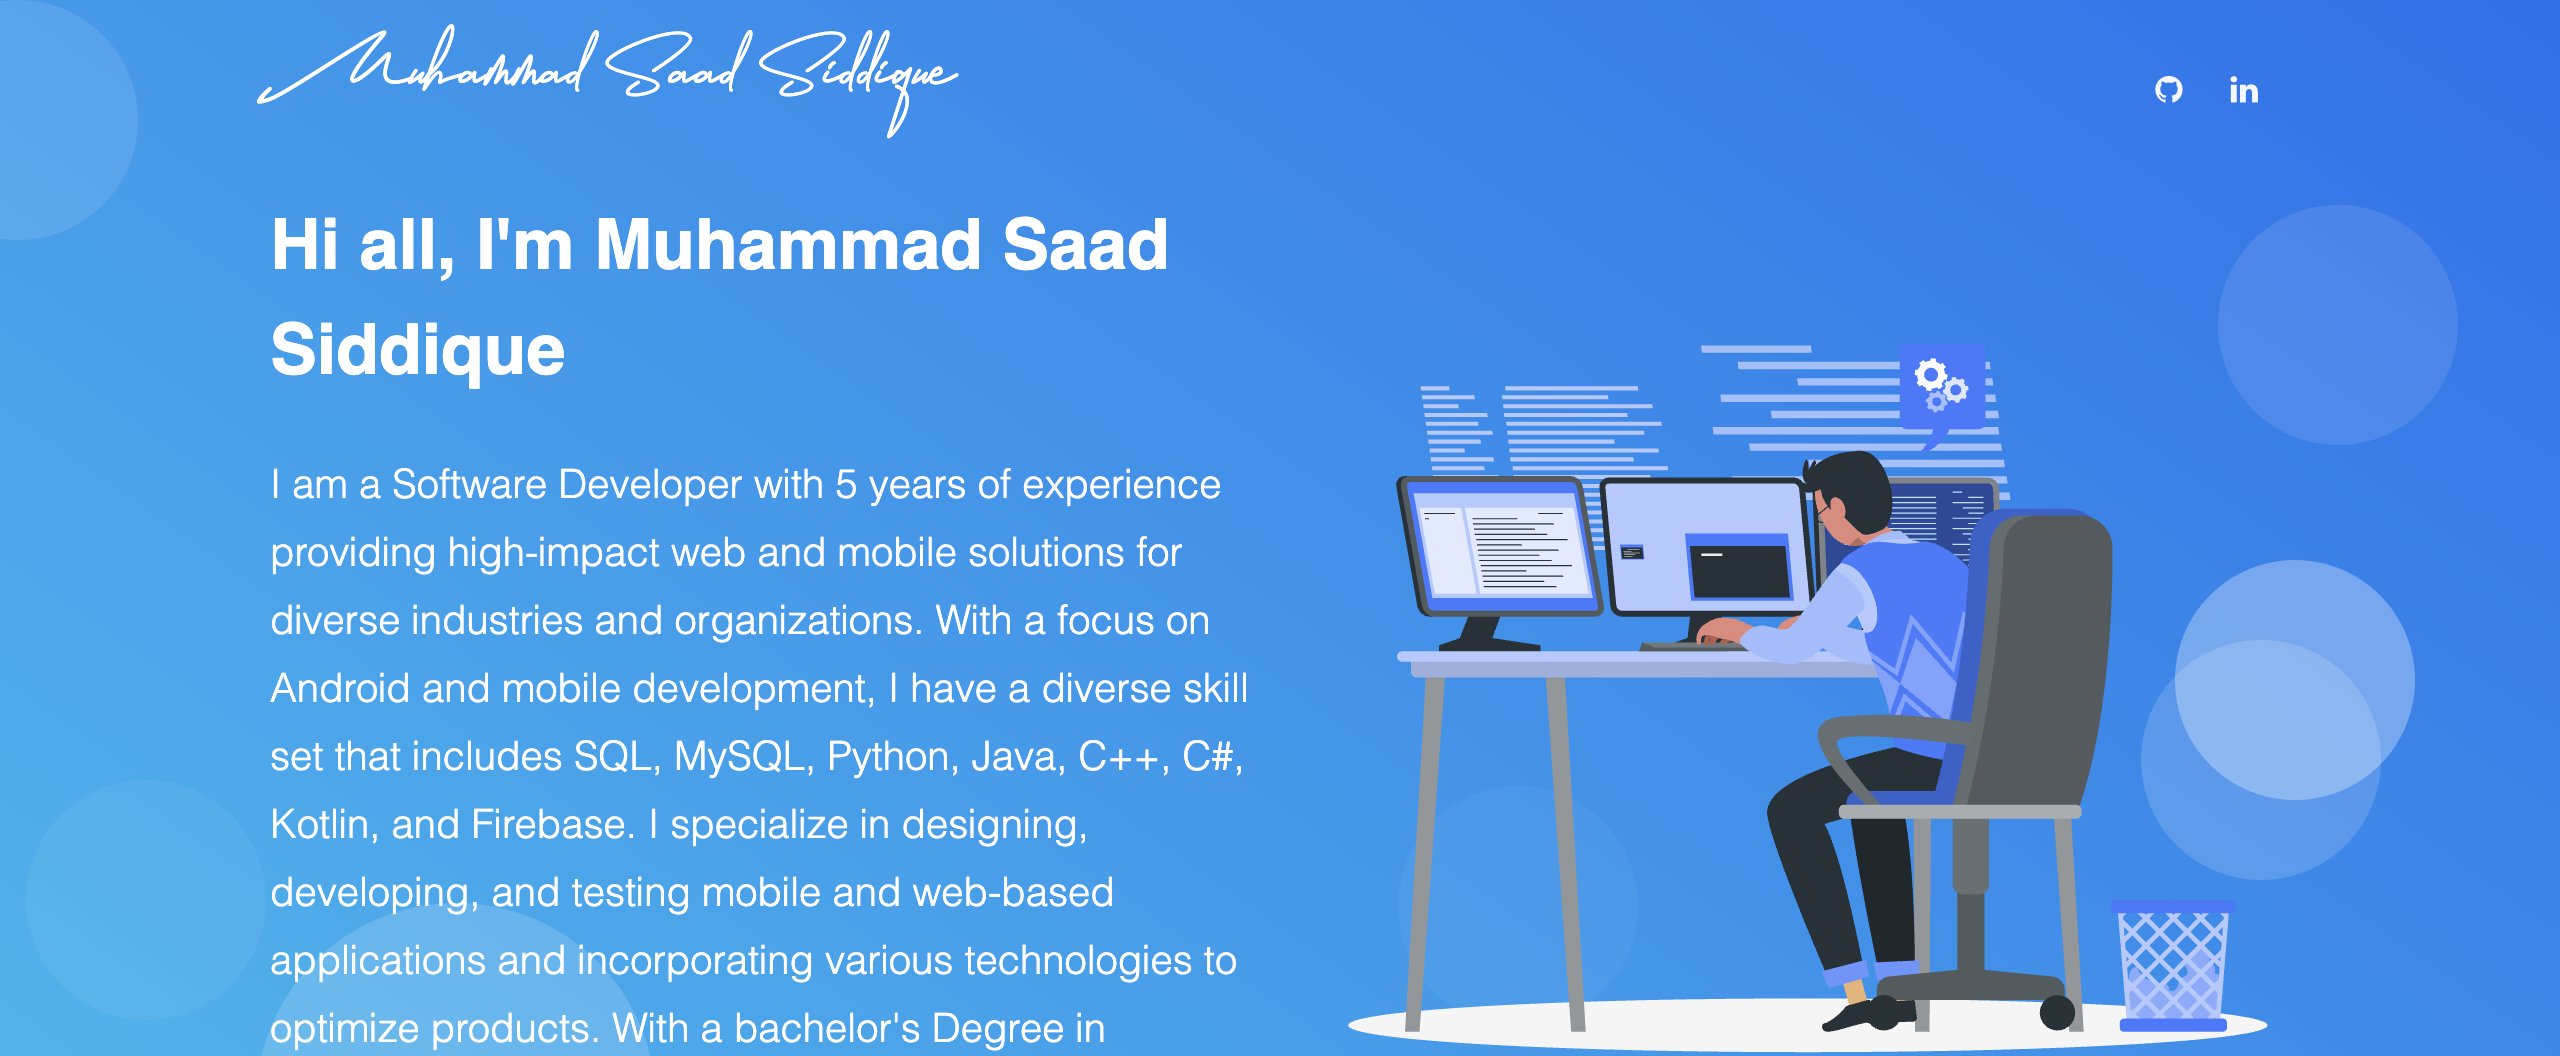 Muhammad Saad Siddique
Hi all, I'm Muhammad Saad
Siddique
I am a Software Developer with 5 years of experience
providing high-impact web and mobile solutions for
diverse industries and organizations. With a focus on
Android and mobile development, I have a diverse skill
set that includes SQL, MySQL, Python, Java, C++, C#,
Kotlin, and Firebase. I specialize in designing,
developing, and testing mobile and web-based
applications and incorporating various technologies to
optimize products. With a bachelor's Degree in